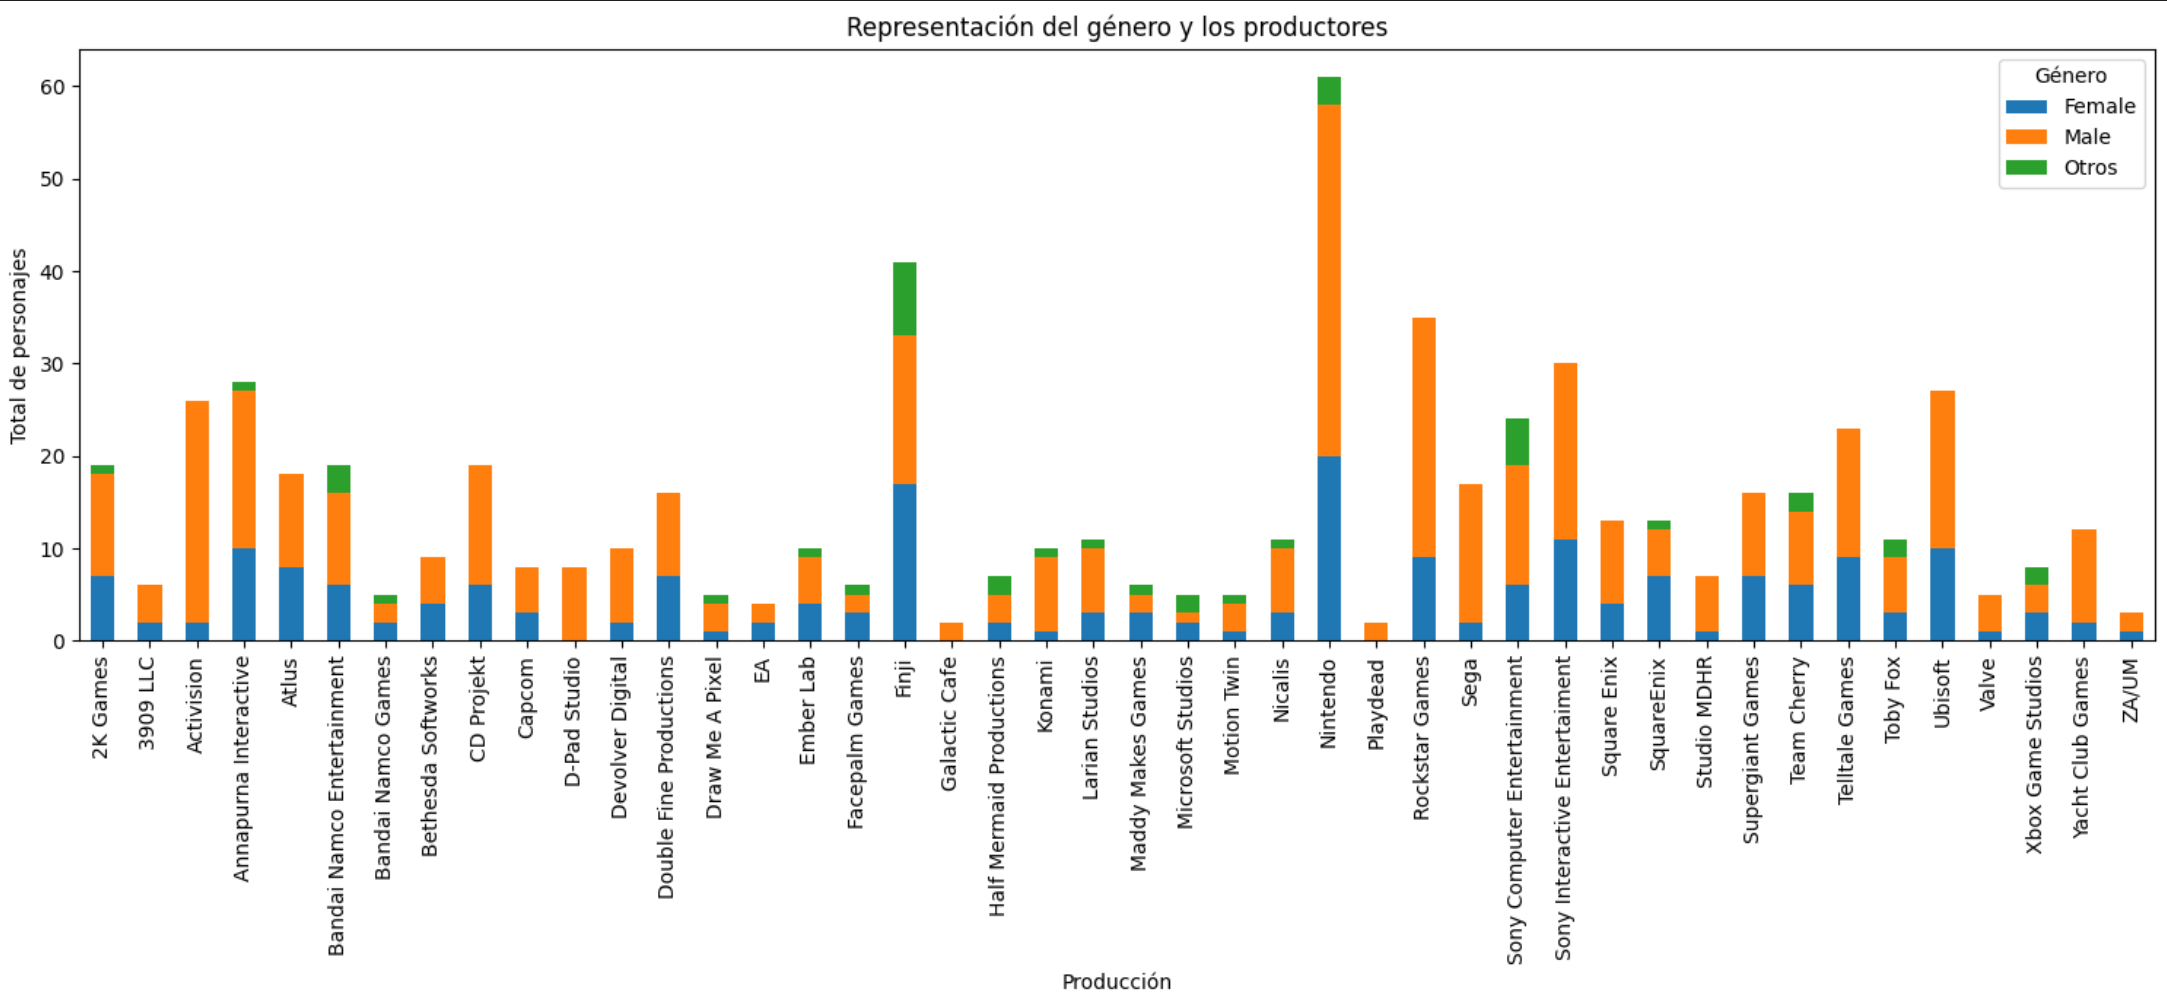 Representación del género y los productores
Total de personajes
60
50
40
30
20
10
0
Género
Female
Male
Otros
2K Games
3909 LLC
Activision
Annapurna Interactive
Atlus
Bandai Namco Entertainment
Bandai Namco Games
Bethesda Softworks
CD Projekt
Capcom
D-Pad Studio
Devolver Digital
Double Fine Productions
Draw Me A Pixel
EA
Ember Lab
Facepalm Games
Finji
Galactic Cafe
Half Mermaid Productions
Konami
Larian Studios
Maddy Makes Games
Microsoft Studios
Motion Twin
Nicalis
Nintendo
Playdead
Rockstar Games
Sega
Sony Computer Entertainment
Sony Interactive Entertaiment
Square Enix
SquareEnix
Studio MDHR
Supergiant Games
Team Cherry
Telltale Games
Toby Fox
Ubisoft
Valve
Xbox Game Studios
Yacht Club Games
ZA/UM
Producción